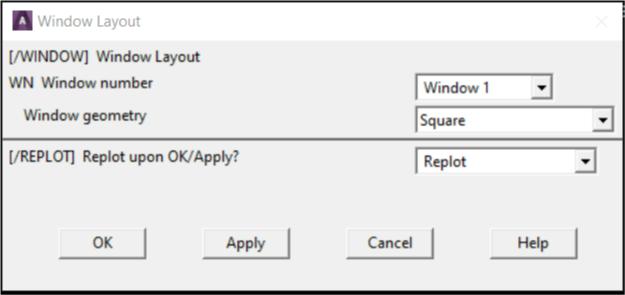 A Window Layout
[/WINDOW] Window Layout
WN Window number Window 1
Window geometry Square
[/REPLOT] Replot upon OK/Apply? Replot
OK Apply Cancel Help